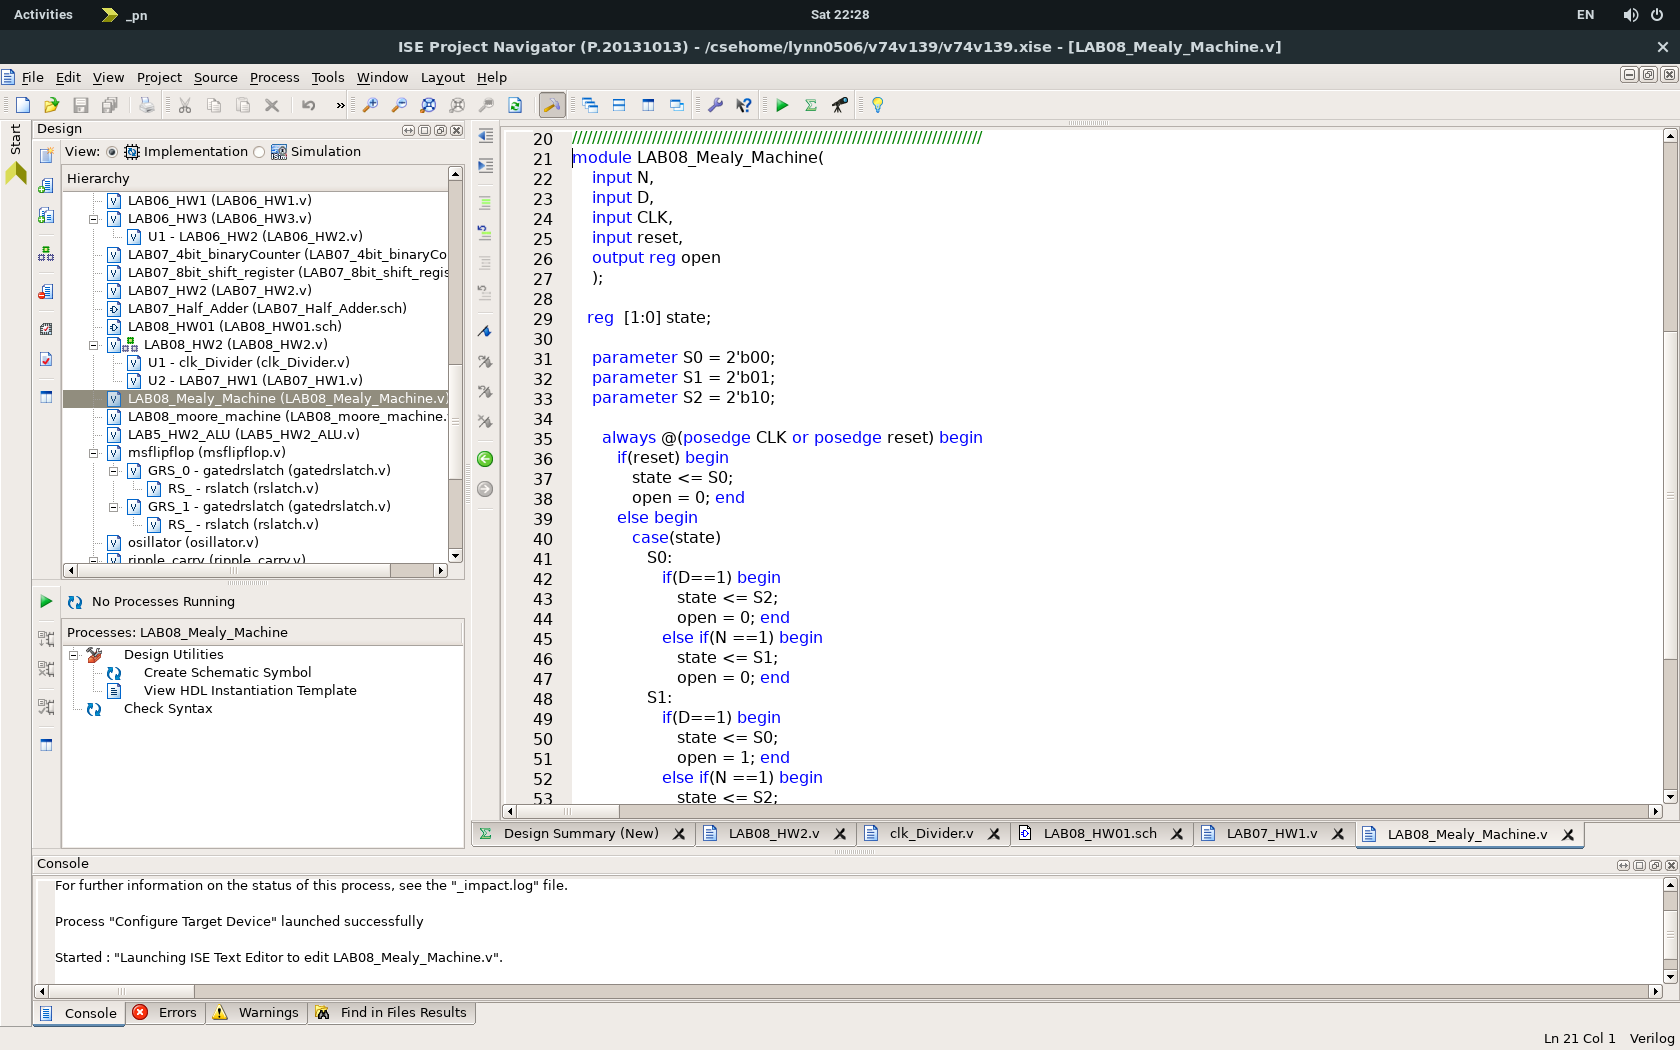 Activities
_pn
Sat 22:28
EN
ISE Project Navigator (P.20131013) - /csehome/lynn0506/v74v139/v74v139.xise - [LAB08_Mealy_Machine.v]
File Edit View Project Source Process Tools Window Layout Help
Start
Design
View: Implementation Simulation
Hierarchy
LAB06_HW1 (LAB06_HW1.v)
LAB06_HW3 (LAB06_HW3.v)
U1 - LAB06_HW2 (LAB06_HW2.v)
LAB07_4bit_binaryCounter (LAB07_4bit_binaryCo
LAB07_8bit_shift_register (LAB07_8bit_shift_regis
LAB07_HW2 (LAB07_HW2.v)
LAB07_Half_Adder (LAB07_Half_Adder.sch)
LAB08_HW01 (LAB08_HW01.sch)
LAB08_HW2 (LAB08_HW2.v)
U1 - clk_Divider (clk_Divider.v)
U2 - LAB07_HW1 (LAB07_HW1.v)
LAB08_Mealy_Machine (LAB08_Mealy_Machine.v)
LAB08_moore_machine (LAB08_moore_machine.
LAB5_HW2_ALU (LAB5_HW2_ALU.v)
msflipflop (msflipflop.v)
GRS_0 - gatedrslatch (gatedrslatch.v)
RS_ - rslatch (rslatch.v)
GRS_1 - gatedrslatch (gatedrslatch.v)
RS_ - rslatch (rslatch.v)
osillator (osillator.v)
ripple_carry (ripple_carry.v)
No Processes Running
Processes: LAB08_Mealy_Machine
Design Utilities
Create Schematic Symbol
View HDL Instantiation Template
Check Syntax
20 //////////////////////////////////////////////////////////////////////////////////
21 module LAB08_Mealy_Machine(
22 input N,
23 input D,
24 input CLK,
25 input reset,
26 output reg open
27 );
28
29 reg [1:0] state;
30
31 parameter S0 = 2'b00;
32 parameter S1 = 2'b01;
33 parameter S2 = 2'b10;
34
35 always @(posedge CLK or posedge reset) begin
36 if(reset) begin
37 state <= S0;
38 open = 0; end
39 else begin
40 case(state)
41 S0:
42 if(D==1) begin
43 state <= S2;
44 open = 0; end
45 else if(N ==1) begin
46 state <= S1;
47 open = 0; end
48 S1:
49 if(D==1) begin
50 state <= S0;
51 open = 1; end
52 else if(N ==1) begin
53 state <= S2;
Design Summary (New)
LAB08_HW2.v
clk_Divider.v
LAB08_HW01.sch
LAB07_HW1.v
LAB08_Mealy_Machine.v
Console
For further information on the status of this process, see the "_impact.log" file.
Process "Configure Target Device" launched successfully
Started : "Launching ISE Text Editor to edit LAB08_Mealy_Machine.v".
Console
Errors
Warnings
Find in Files Results
Ln 21 Col 1 Verilog